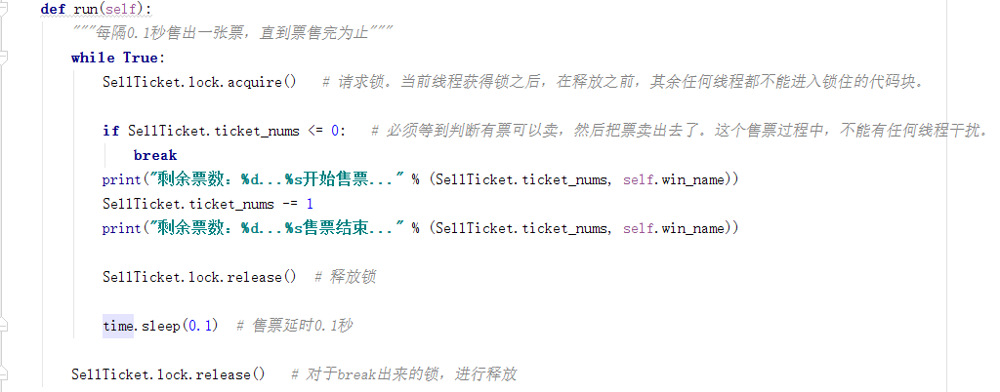 def run(self):
"""每隔0.1秒售出一张票，直到票售完为止"""
while True:
SellTicket.lock.acquire()   # 请求锁。当前线程获得锁之后，在释放之前，其余任何线程都不能进入锁住的代码块。
if SellTicket.ticket_nums <= 0:   # 必须等到判断有票可以卖，然后把票卖出去了。这个售票过程中，不能有任何线程干扰。
break
print("剩余票数：%d...%s开始售票..." % (SellTicket.ticket_nums, self.win_name))
SellTicket.ticket_nums -= 1
print("剩余票数：%d...%s售票结束..." % (SellTicket.ticket_nums, self.win_name))
SellTicket.lock.release()  # 释放锁
time.sleep(0.1)  # 售票延时0.1秒
SellTicket.lock.release()   # 对于break出来的锁，进行释放